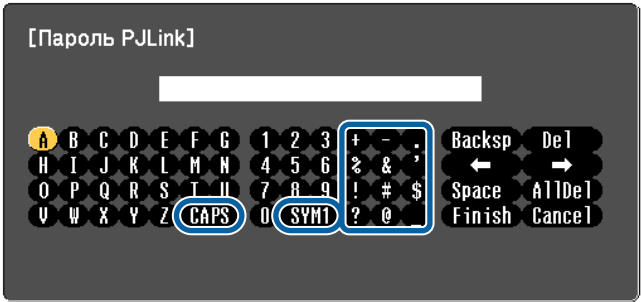 [Пароль PJLink]
A B C D E F G 1 2 3 + - . Backsp Del
H I J K L M N 4 5 6 % & ' ← →
O P Q R S T U 7 8 9 ! # $ Space AllDel
V W X Y Z CAPS 0 SYM1 ? @ _ Finish Cancel